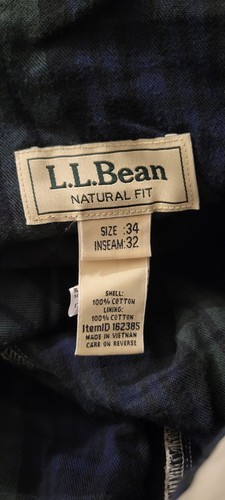 L.L.Bean
NATURAL FIT
SIZE :34
INSEAM:32
SHELL:
100% COTTON
LINING:
100% COTTON
ItemID 162385
MADE IN VIETNAM
CARE ON REVERSE